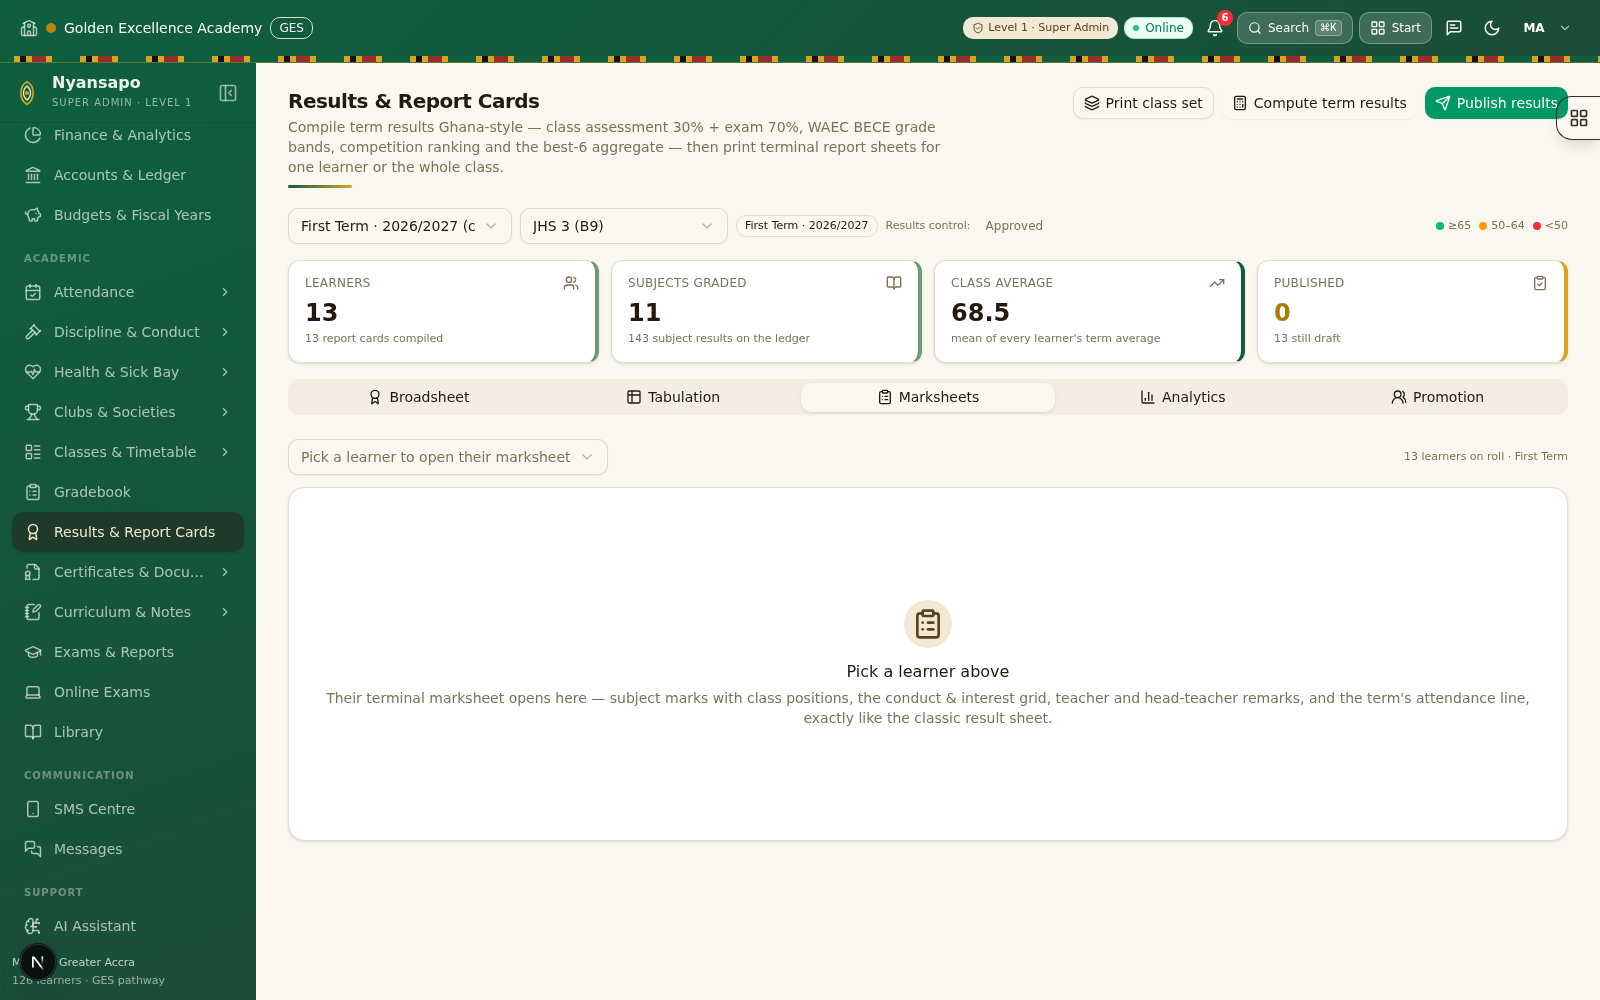 Golden Excellence Academy GES
Level 1 · Super Admin Online 6 Search ⌘K Start MA
Nyansapo
SUPER ADMIN · LEVEL 1
Finance & Analytics
Accounts & Ledger
Budgets & Fiscal Years
ACADEMIC
Attendance
Discipline & Conduct
Health & Sick Bay
Clubs & Societies
Classes & Timetable
Gradebook
Results & Report Cards
Certificates & Docu...
Curriculum & Notes
Exams & Reports
Online Exams
Library
COMMUNICATION
SMS Centre
Messages
SUPPORT
AI Assistant
Greater Accra
126 learners · GES pathway
Results & Report Cards
Compile term results Ghana-style — class assessment 30% + exam 70%, WAEC BECE grade
bands, competition ranking and the best-6 aggregate — then print terminal report sheets for
one learner or the whole class.
Print class set Compute term results Publish results
First Term · 2026/2027 (c JHS 3 (B9) First Term · 2026/2027 Results control: Approved ≥65 50–64 <50
LEARNERS
13
13 report cards compiled
SUBJECTS GRADED
11
143 subject results on the ledger
CLASS AVERAGE
68.5
mean of every learner's term average
PUBLISHED
0
13 still draft
Broadsheet Tabulation Marksheets Analytics Promotion
Pick a learner to open their marksheet 13 learners on roll · First Term
Pick a learner above
Their terminal marksheet opens here — subject marks with class positions, the conduct & interest grid, teacher and head-teacher remarks, and the term's attendance line,
exactly like the classic result sheet.